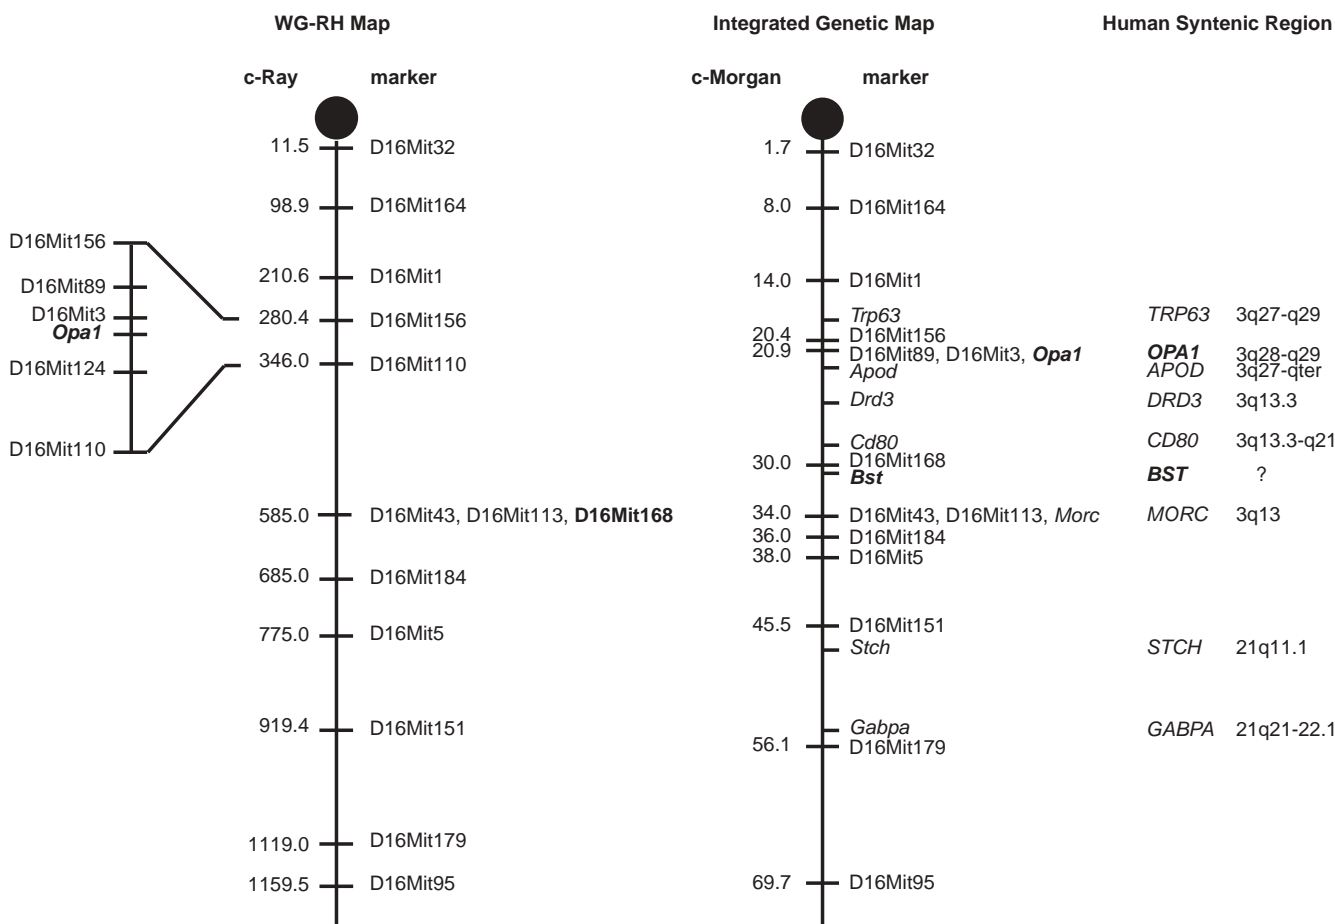 WG-RH Map Integrated Genetic Map Human Syntenic Region
c-Ray marker c-Morgan marker
11.5 D16Mit32
98.9 D16Mit164
210.6 D16Mit1
280.4 D16Mit156
346.0 D16Mit110
585.0 D16Mit43, D16Mit113, D16Mit168
685.0 D16Mit184
775.0 D16Mit5
919.4 D16Mit151
1119.0 D16Mit179
1159.5 D16Mit95
D16Mit156
D16Mit89
D16Mit3
Opa1
D16Mit124
D16Mit110
1.7 D16Mit32
8.0 D16Mit164
14.0 D16Mit1
Trp63 TRP63 3q27-q29
20.4 D16Mit156
20.9 D16Mit89, D16Mit3, Opa1 OPA1 3q28-q29
Apod APOD 3q27-qter
Drd3 DRD3 3q13.3
Cd80 CD80 3q13.3-q21
30.0 D16Mit168
Bst BST ?
34.0 D16Mit43, D16Mit113, Morc MORC 3q13
36.0 D16Mit184
38.0 D16Mit5
45.5 D16Mit151
Stch STCH 21q11.1
Gabpa GABPA 21q21-22.1
56.1 D16Mit179
69.7 D16Mit95